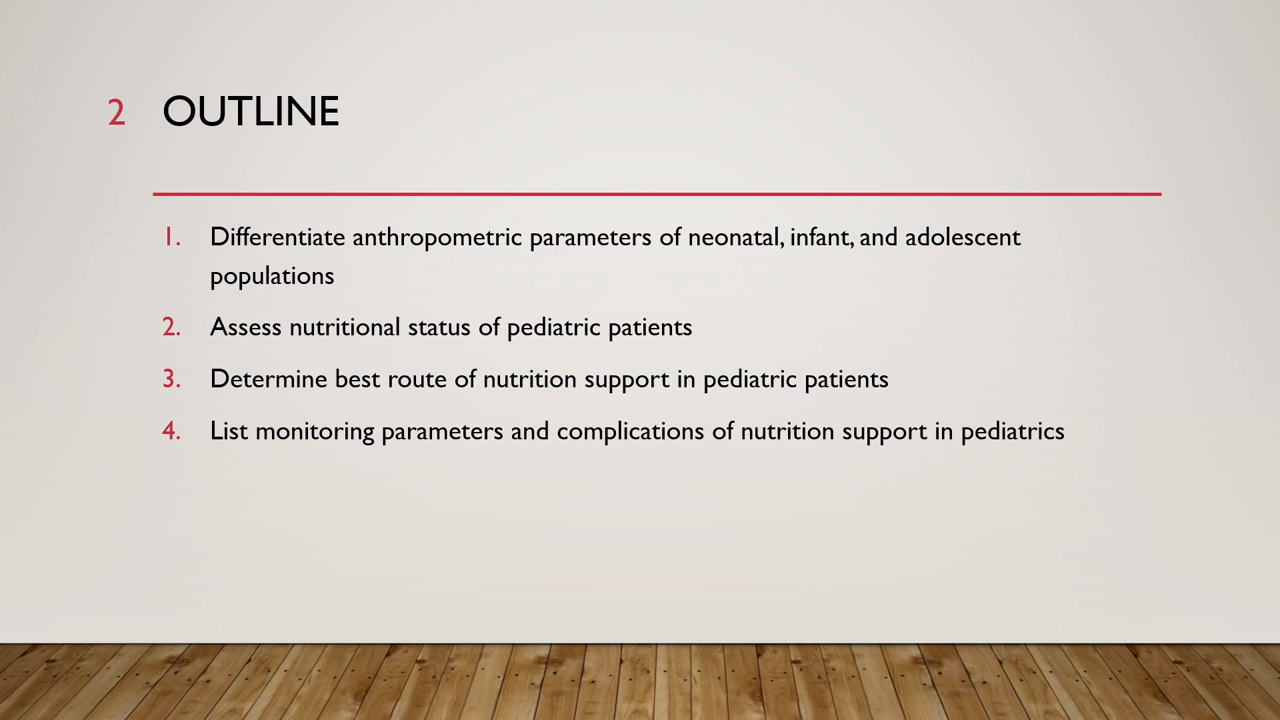 2 OUTLINE
1. Differentiate anthropometric parameters of neonatal, infant, and adolescent
populations
2. Assess nutritional status of pediatric patients
3. Determine best route of nutrition support in pediatric patients
4. List monitoring parameters and complications of nutrition support in pediatrics